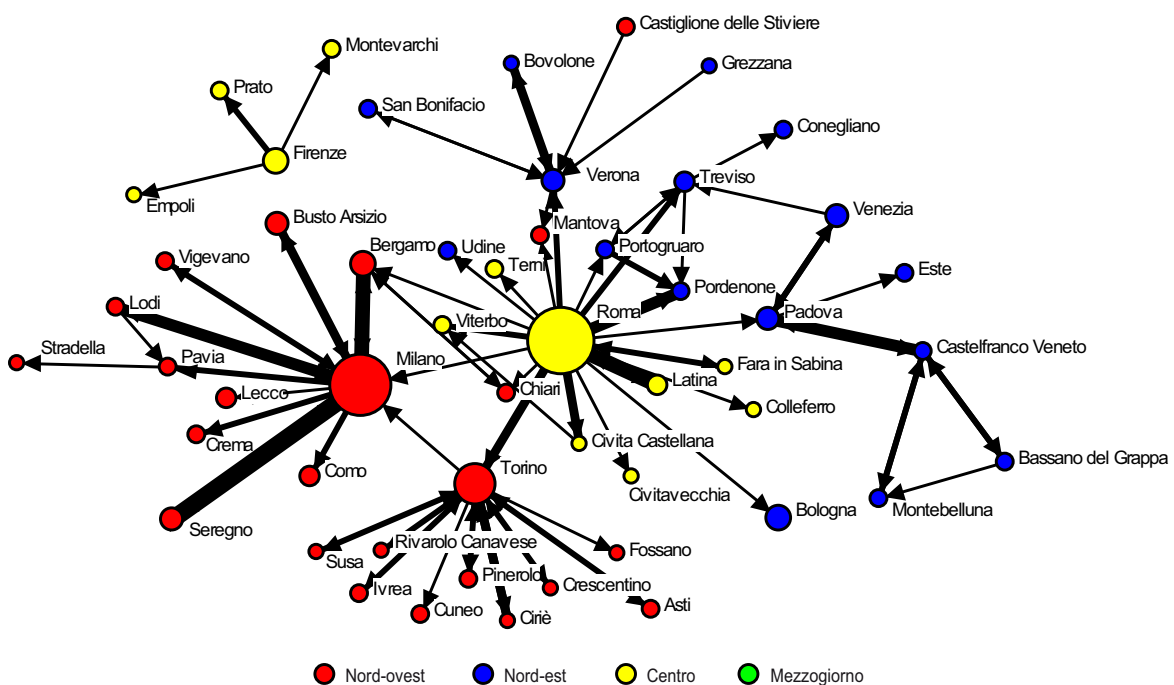 Castiglione delle Stiviere
Montevarchi
Bovolone
Grezzana
Prato
San Bonifacio
Conegliano
Firenze
Verona
Treviso
Empoli
Busto Arsizio
Mantova
Venezia
Bergamo
Udine
Portogruaro
Vigevano
Terni
Este
Pordenone
Lodi
Viterbo
Roma
Padova
Stradella
Pavia
Milano
Castelfranco Veneto
Fara in Sabina
Lecco
Chiari
Latina
Colleferro
Crema
Civita Castellana
Como
Torino
Bassano del Grappa
Civitavecchia
Montebelluna
Seregno
Bologna
Rivarolo Canavese
Fossano
Susa
Pinerolo
Crescentino
Ivrea
Cuneo
Ciriè
Asti
Nord-ovest Nord-est Centro Mezzogiorno